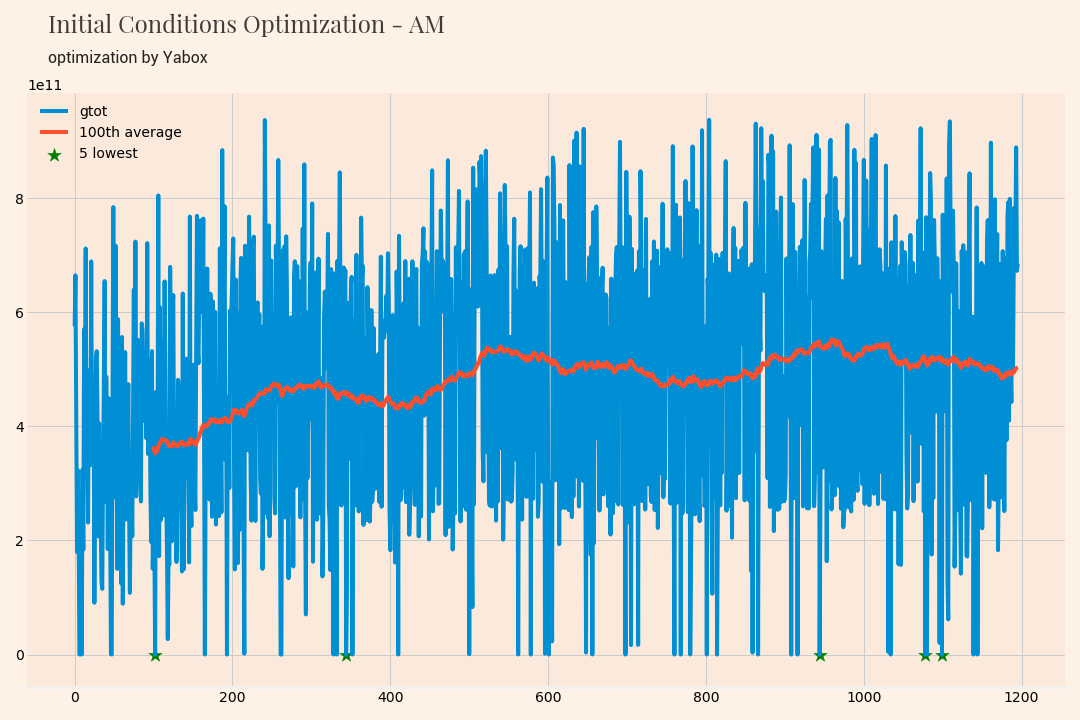 Initial Conditions Optimization - AM
optimization by Yabox
1e11
gtot
100th average
5 lowest
8
6
4
2
0
0 200 400 600 800 1000 1200